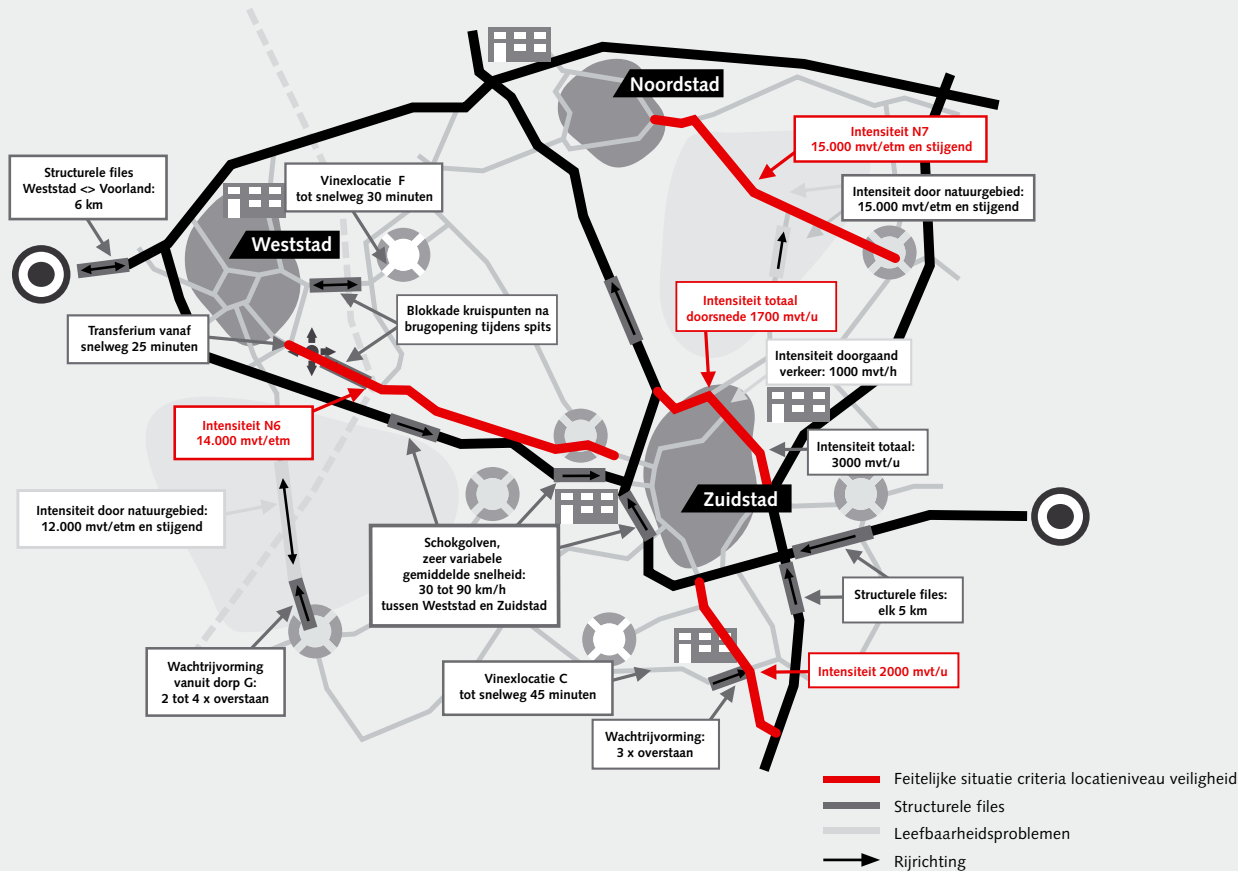 Noordstad
Intensiteit N7
15.000 mvt/etm en stijgend
Structurele files
Weststad <> Voorland:
6 km
Vinexlocatie F
tot snelweg 30 minuten
Intensiteit door natuurgebied:
15.000 mvt/etm en stijgend
Weststad
Intensiteit totaal
doorsnede 1700 mvt/u
Blokkade kruispunten na
brugopening tijdens spits
Transferium vanaf
snelweg 25 minuten
Intensiteit doorgaand
verkeer: 1000 mvt/h
Intensiteit N6
14.000 mvt/etm
Intensiteit totaal:
3000 mvt/u
Zuidstad
Intensiteit door natuurgebied:
12.000 mvt/etm en stijgend
Schokgolven,
zeer variabele
gemiddelde snelheid:
30 tot 90 km/h
tussen Weststad en Zuidstad
Structurele files:
elk 5 km
Wachtrijvorming
vanuit dorp G:
2 tot 4 x overstaan
Vinexlocatie C
tot snelweg 45 minuten
Intensiteit 2000 mvt/u
Wachtrijvorming:
3 x overstaan
Feitelijke situatie criteria locatieniveau veiligheid
Structurele files
Leefbaarheidsproblemen
Rijrichting